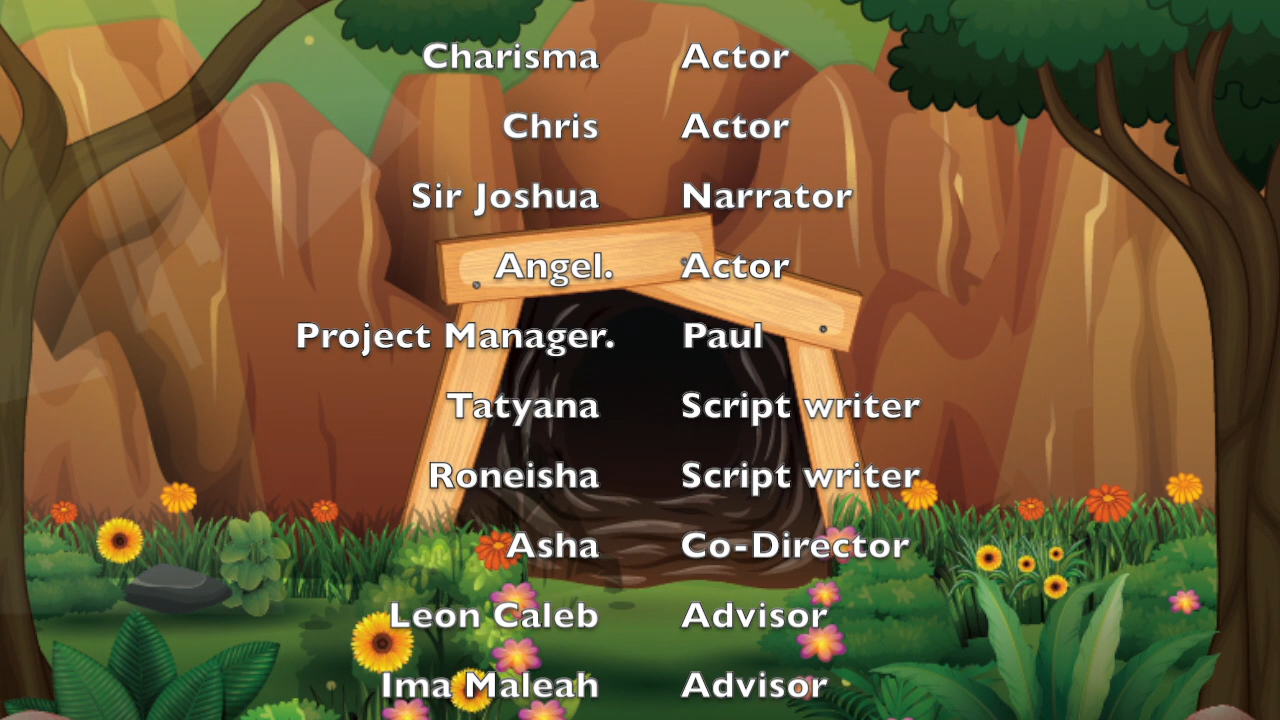 Charisma Actor
Chris Actor
Sir Joshua Narrator
Angel. Actor
Project Manager. Paul
Tatyana Script writer
Roneisha Script writer
Asha Co-Director
Leon Caleb Advisor
Ima Maleah Advisor